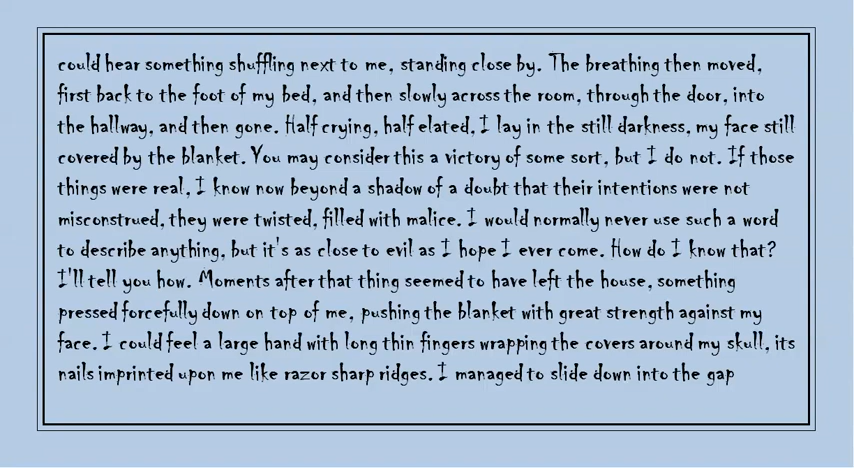 could hear something shuffling next to me, standing close by. The breathing then moved,
first back to the foot of my bed, and then slowly across the room, through the door, into
the hallway, and then gone. Half crying, half elated, I lay in the still darkness, my face still
covered by the blanket. You may consider this a victory of some sort, but I do not. If those
things were real, I know now beyond a shadow of a doubt that their intentions were not
misconstrued, they were twisted, filled with malice. I would normally never use such a word
to describe anything, but it's as close to evil as I hope I ever come. How do I know that?
I'll tell you how. Moments after that thing seemed to have left the house, something
pressed forcefully down on top of me, pushing the blanket with great strength against my
face. I could feel a large hand with long thin fingers wrapping the covers around my skull, its
nails imprinted upon me like razor sharp ridges. I managed to slide down into the gap